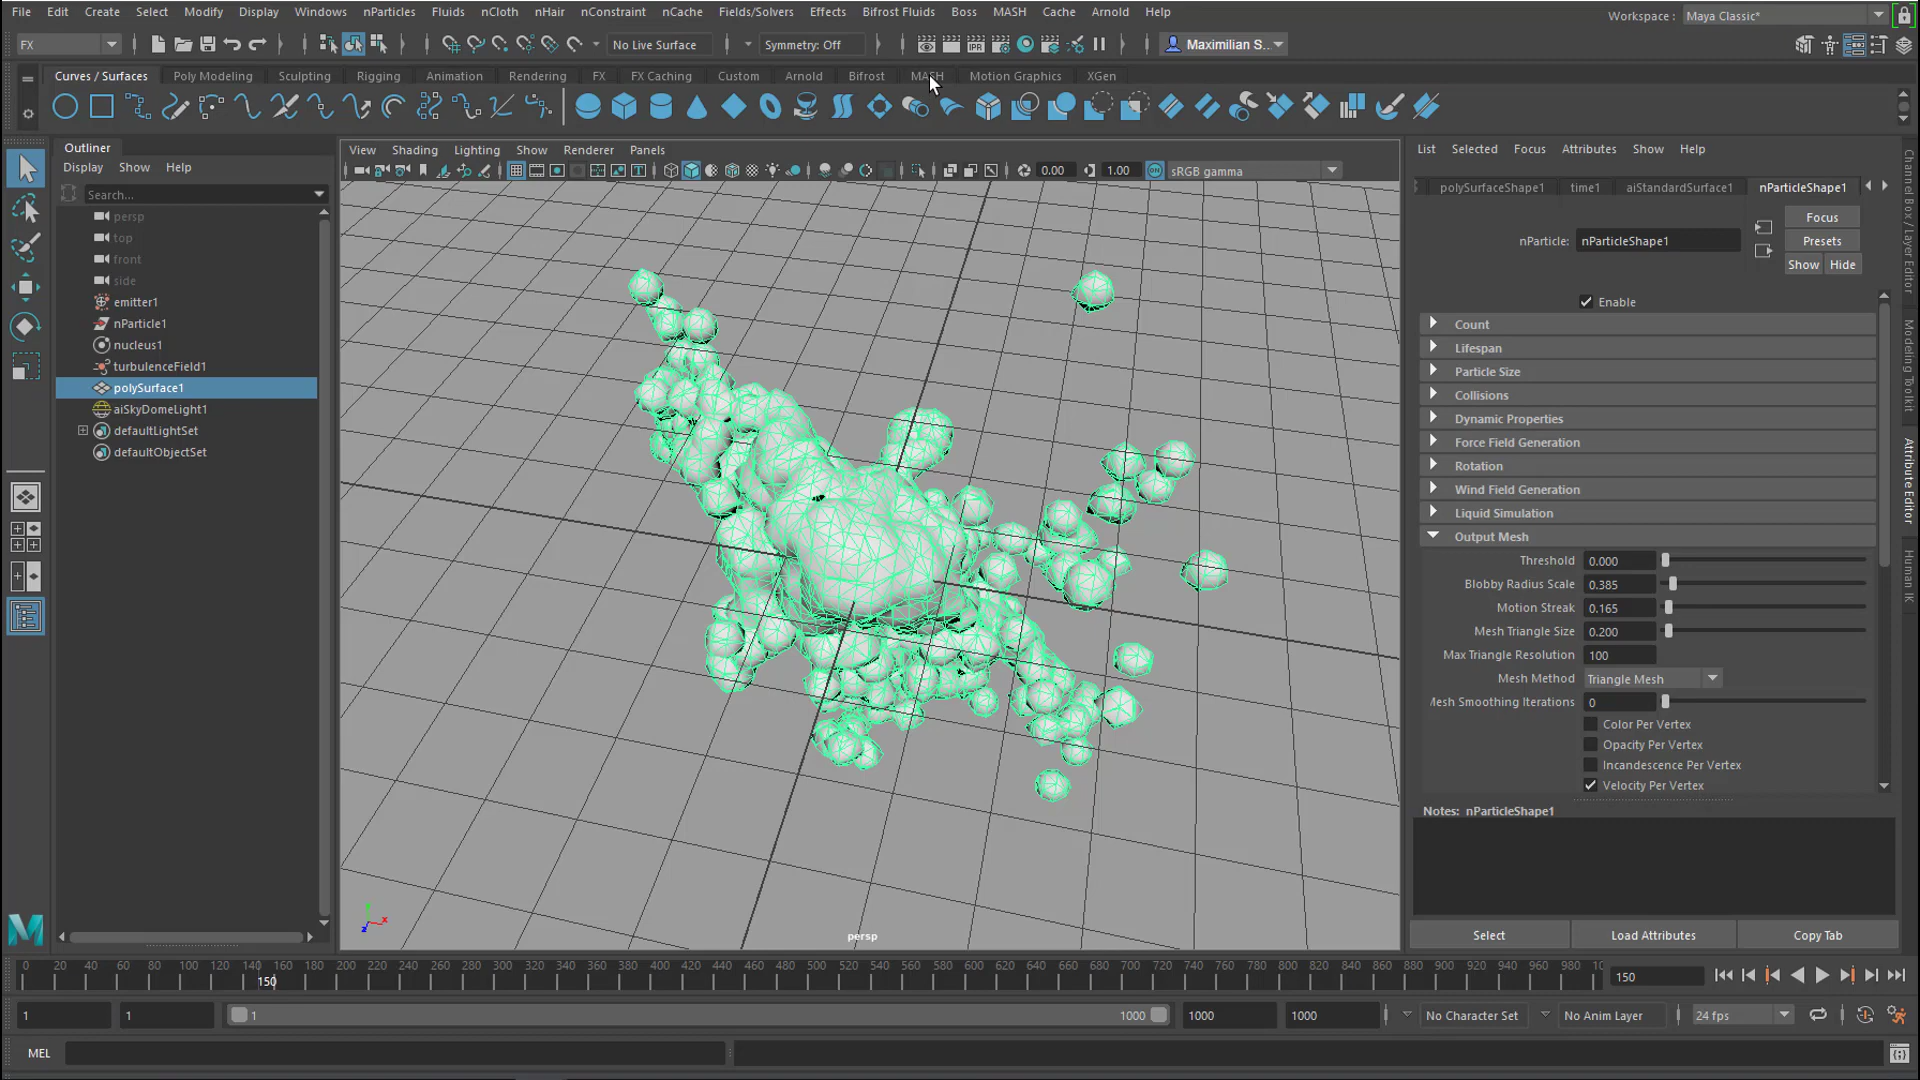 File Edit Create Select Modify Display Windows nParticles Fluids nCloth nHair nConstraint nCache Fields/Solvers Effects Bifrost Fluids Boss MASH Cache Arnold Help
Workspace : Maya Classic*
FX No Live Surface Symmetry: Off IPR Maximilian S...
Curves / Surfaces Poly Modeling Sculpting Rigging Animation Rendering FX FX Caching Custom Arnold Bifrost MASH Motion Graphics XGen
Outliner
Display Show Help
Search...
persp
top
front
side
emitter1
nParticle1
nucleus1
turbulenceField1
polySurface1
aiSkyDomeLight1
defaultLightSet
defaultObjectSet
View Shading Lighting Show Renderer Panels
0.00 1.00 sRGB gamma
persp
List Selected Focus Attributes Show Help
polySurfaceShape1 time1 aiStandardSurface1 nParticleShape1
Focus
nParticle: nParticleShape1 Presets
Show Hide
Enable
Count
Lifespan
Particle Size
Collisions
Dynamic Properties
Force Field Generation
Rotation
Wind Field Generation
Liquid Simulation
Output Mesh
Threshold 0.000
Blobby Radius Scale 0.385
Motion Streak 0.165
Mesh Triangle Size 0.200
Max Triangle Resolution 100
Mesh Method Triangle Mesh
Mesh Smoothing Iterations 0
Color Per Vertex
Opacity Per Vertex
Incandescence Per Vertex
Velocity Per Vertex
Notes: nParticleShape1
Select Load Attributes Copy Tab
Channel Box / Layer Editor
Modeling Toolkit
Attribute Editor
Human IK
0 20 40 60 80 100 120 140 160 180 200 220 240 260 280 300 320 340 360 380 400 420 440 460 480 500 520 540 560 580 600 620 640 660 680 700 720 740 760 780 800 820 840 860 880 900 920 940 960 980 10
150
150
1 1 1 1000 1000 1000 No Character Set No Anim Layer 24 fps
MEL